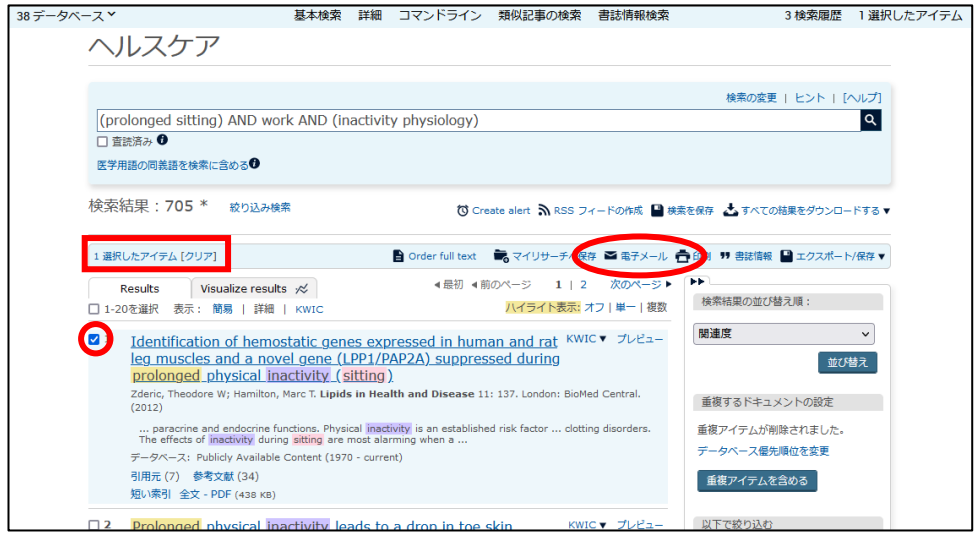 38 データベース 基本検索 詳細 コマンドライン 類似記事の検索 書誌情報検索 3 検索履歴 1 選択したアイテム
ヘルスケア
検索の変更 | ヒント | [ヘルプ]
(prolonged sitting) AND work AND (inactivity physiology)
査読済み
医学用語の同義語を検索に含める
検索結果:705 * 絞り込み検索 Create alert RSS フィードの作成 検索を保存 すべての結果をダウンロードする ▼
1 選択したアイテム [クリア] Order full text マイリサーチへ保存 電子メール 印刷 書誌情報 エクスポート/保存 ▼
Results Visualize results ◀最初 ◀前のページ 1 | 2 次のページ▶
1-20を選択 表示: 簡易 | 詳細 | KWIC ハイライト表示: オフ | 単一 | 複数
Identification of hemostatic genes expressed in human and rat KWIC▼ プレビュー
leg muscles and a novel gene (LPP1/PAP2A) suppressed during
prolonged physical inactivity (sitting)
Zderic, Theodore W; Hamilton, Marc T. Lipids in Health and Disease 11: 137. London: BioMed Central.
(2012)
... paracrine and endocrine functions. Physical inactivity is an established risk factor ... clotting disorders.
The effects of inactivity during sitting are most alarming when a ...
データベース: Publicly Available Content (1970 - current)
引用元 (7) 参考文献 (34)
短い索引 全文 - PDF (438 KB)
2 Prolonged physical inactivity leads to a drop in toe skin KWIC▼ プレビュー
検索結果の並び替え順:
関連度
並び替え
重複するドキュメントの設定
重複アイテムが削除されました。
データベース優先順位を変更
重複アイテムを含める
以下で絞り込む